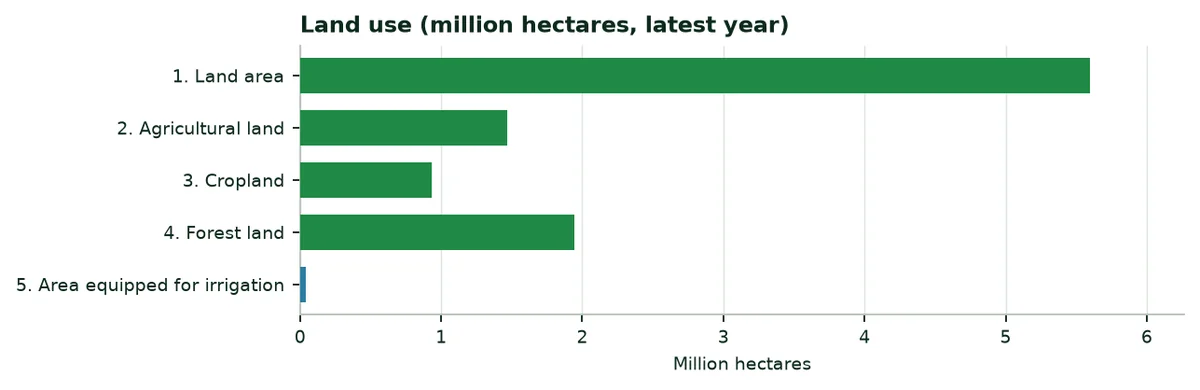 Land use (million hectares, latest year)
1. Land area
2. Agricultural land
3. Cropland
4. Forest land
5. Area equipped for irrigation
0 1 2 3 4 5 6
Million hectares